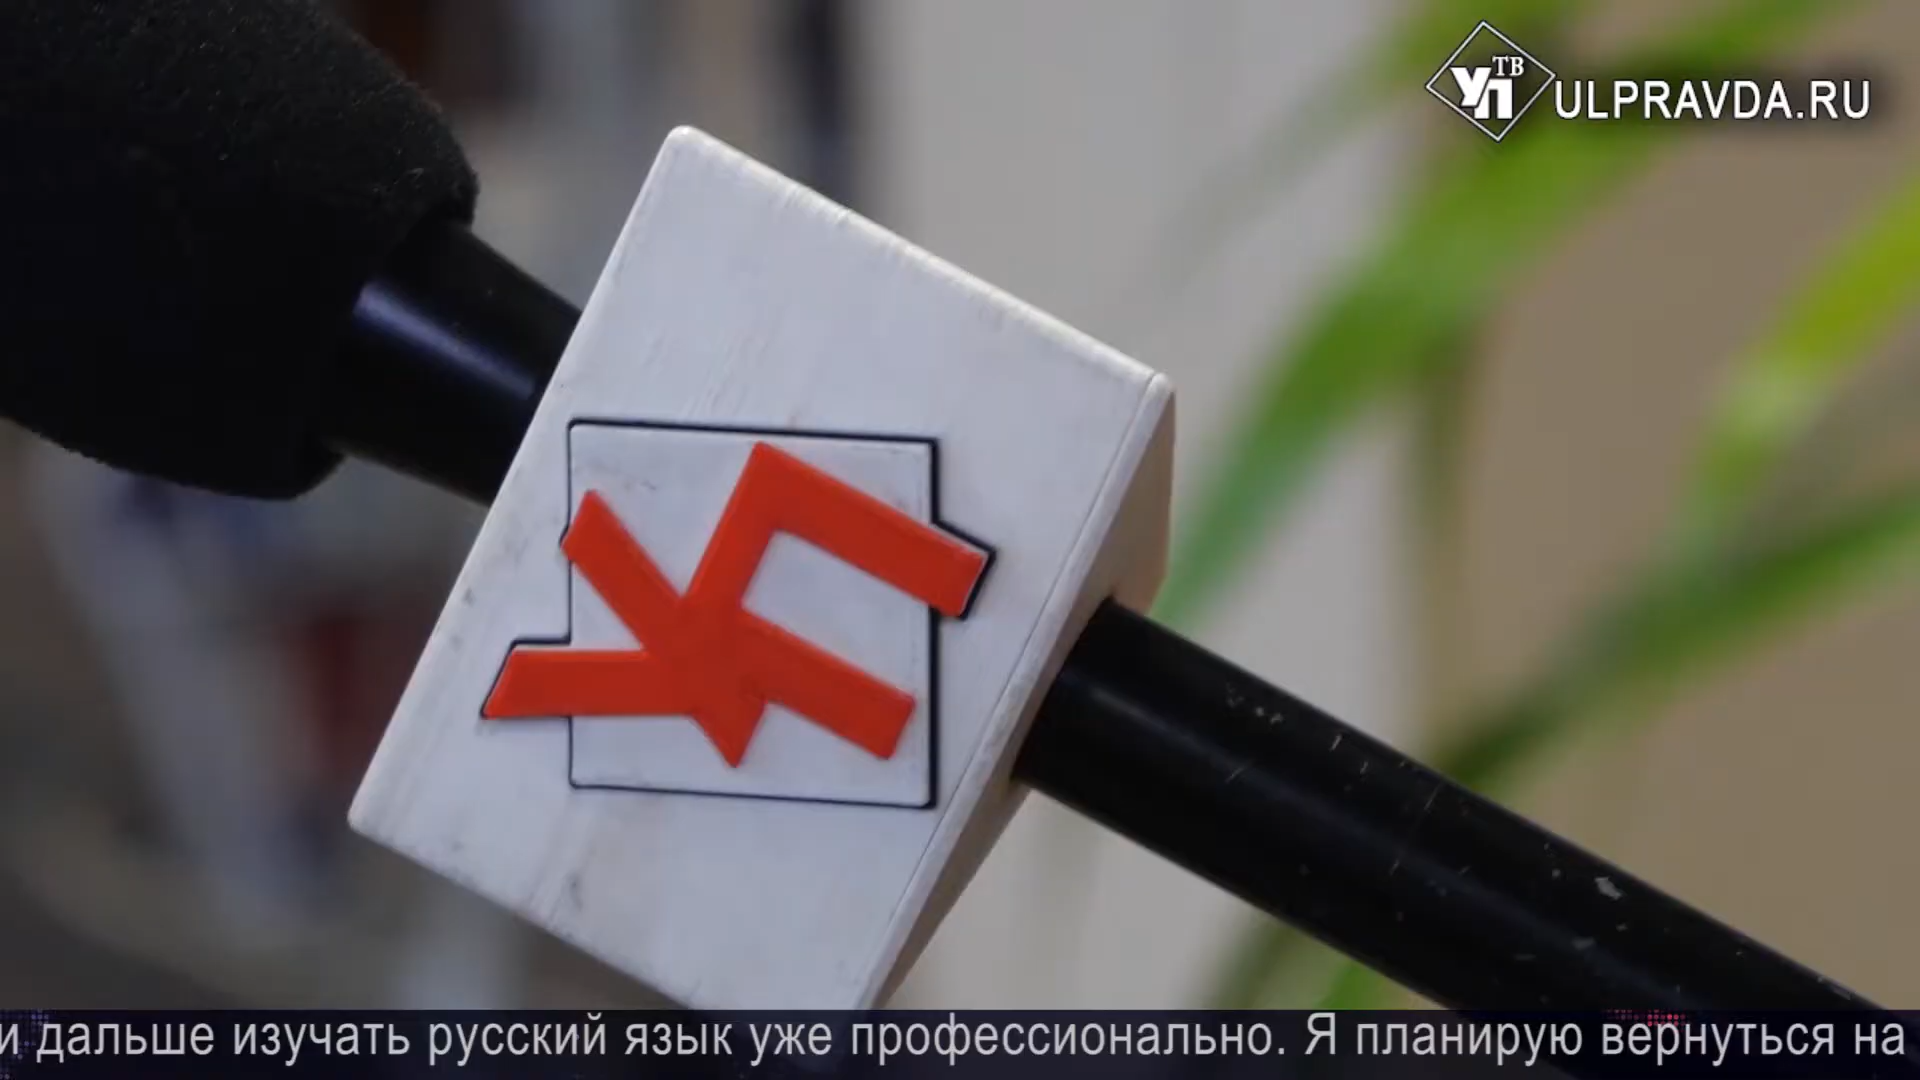 ТВ
УП ULPRAVDA.RU
УП
и дальше изучать русский язык уже профессионально. Я планирую вернуться на